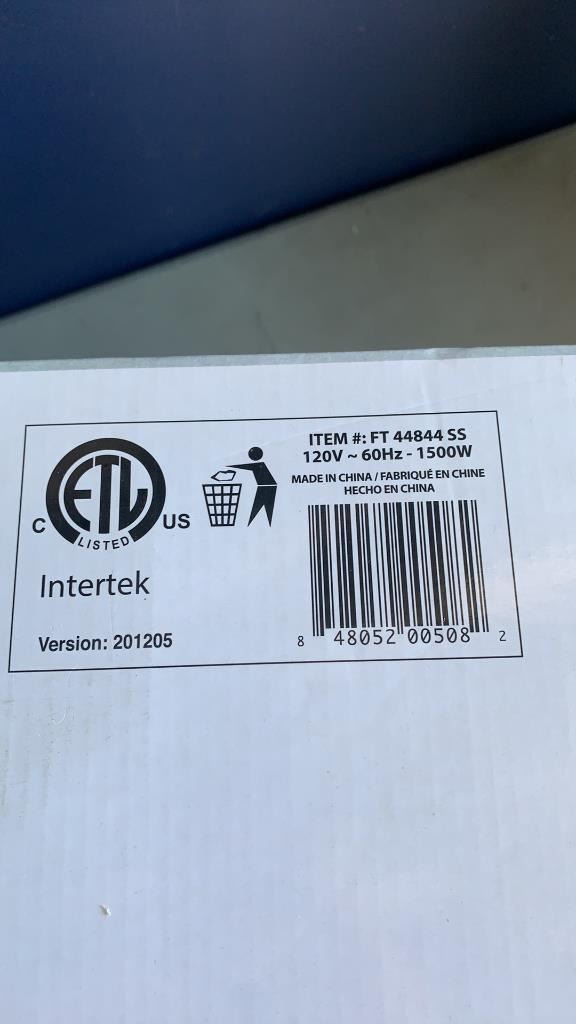 ETL
C
US
LISTED
Intertek
Version: 201205
ITEM #: FT 44844 SS
120V ~ 60Hz - 1500W
MADE IN CHINA / FABRIQUÉ EN CHINE
HECHO EN CHINA
8 48052 00508 2